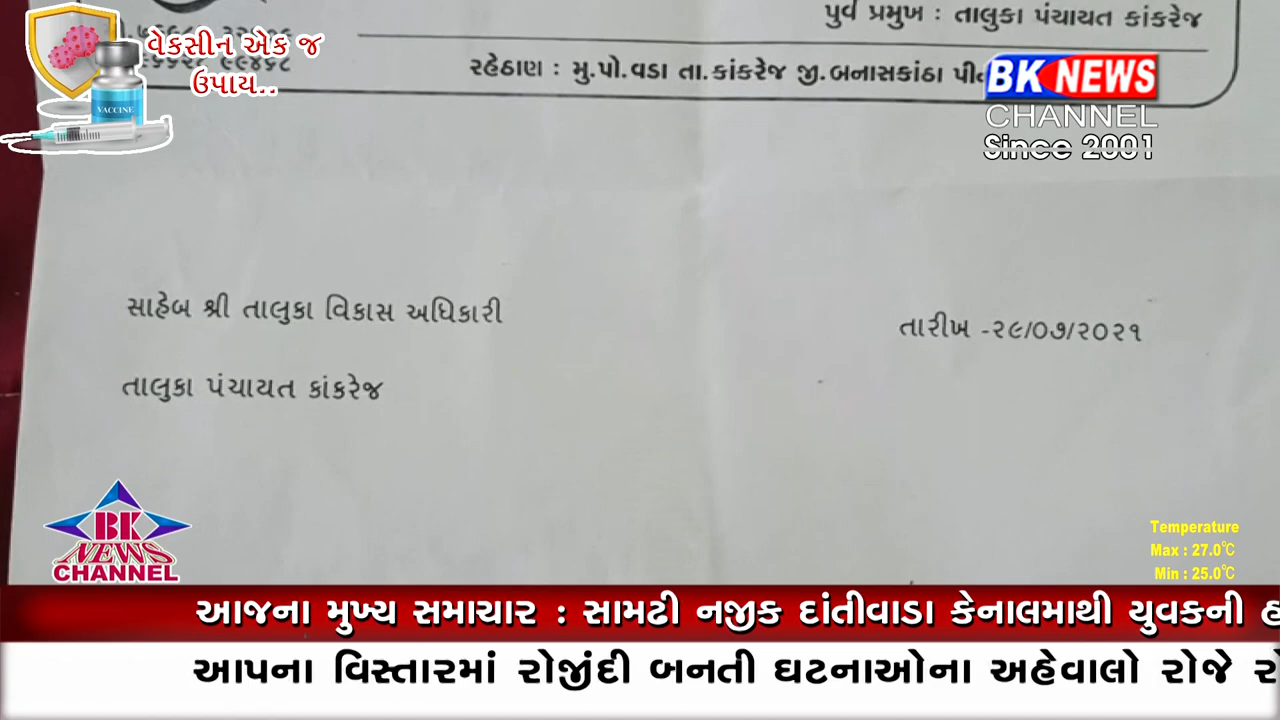 પુર્વ પ્રમુખ : તાલુકા પંચાયત કાંકરેજ
વેકસીન એક જ
ઉપાય..
VACCINE
રહેઠાણ : મુ.પો.વડા તા.કાંકરેજ જી.બનાસકાંઠા
BK NEWS
CHANNEL
Since 2001
સાહેબ શ્રી તાલુકા વિકાસ અધિકારી
તારીખ -૨૯/૦૭/૨૦૨૧
તાલુકા પંચાયત કાંકરેજ
BK
NEWS
CHANNEL
Temperature
Max : 27.0℃
Min : 25.0℃
આજના મુખ્ય સમાચાર : સામઢી નજીક દાંતીવાડા કેનાલમાથી યુવકની
આપના વિસ્તારમાં રોજીંદી બનતી ઘટનાઓના અહેવાલો રોજે